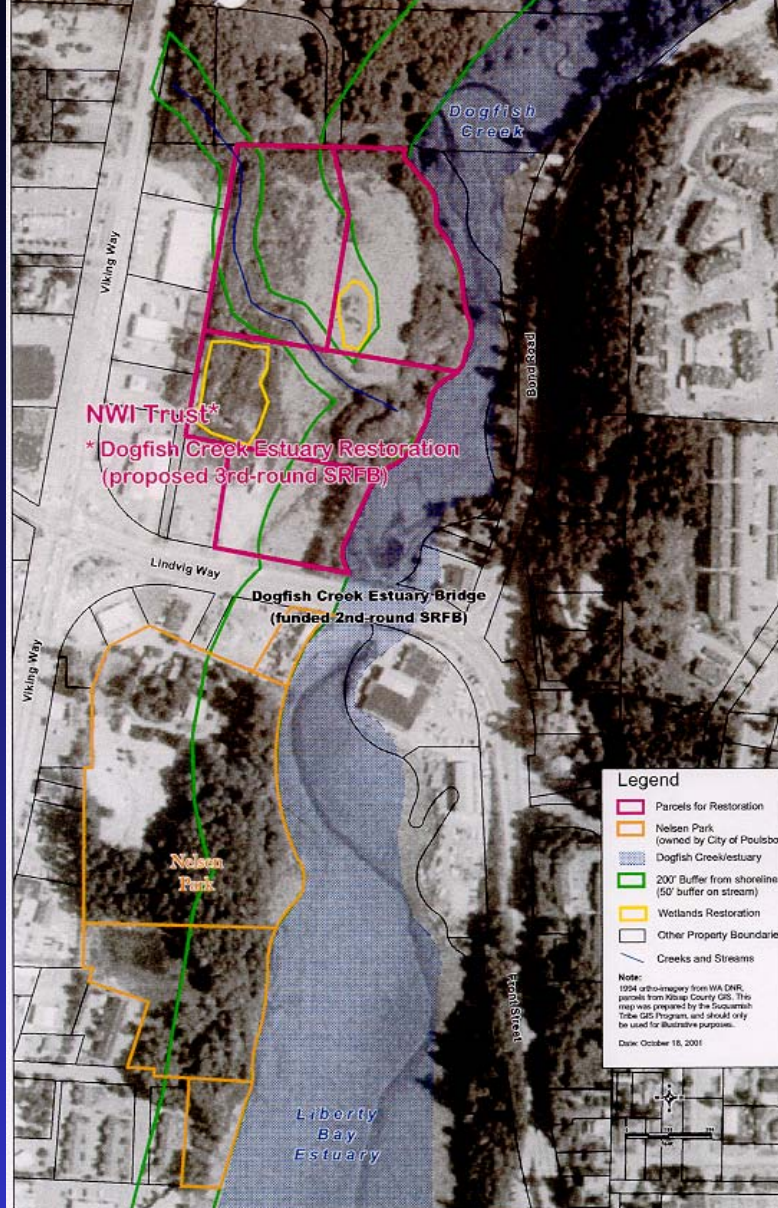 Dogfish
Creek
Viking Way
Bond Road
NWI Trust*
* Dogfish Creek Estuary Restoration
(proposed 3rd-round SRFB)
Lindvig Way
Dogfish Creek Estuary Bridge
(funded 2nd-round SRFB)
Viking Way
Nelsen
Park
Front Street
Liberty
Bay
Estuary
Legend
Parcels for Restoration
Nelsen Park
(owned by City of Poulsbo
Dogfish Creek/estuary
200' Buffer from shoreline
(50' buffer on stream)
Wetlands Restoration
Other Property Boundarie
Creeks and Streams
Note:
1994 ortho-imagery from WA DNR,
parcels from Kitsap County GIS. This
map was prepared by the Suquamish
Tribe GIS Program, and should only
be used for illustrative purposes.
Date: October 18, 2001